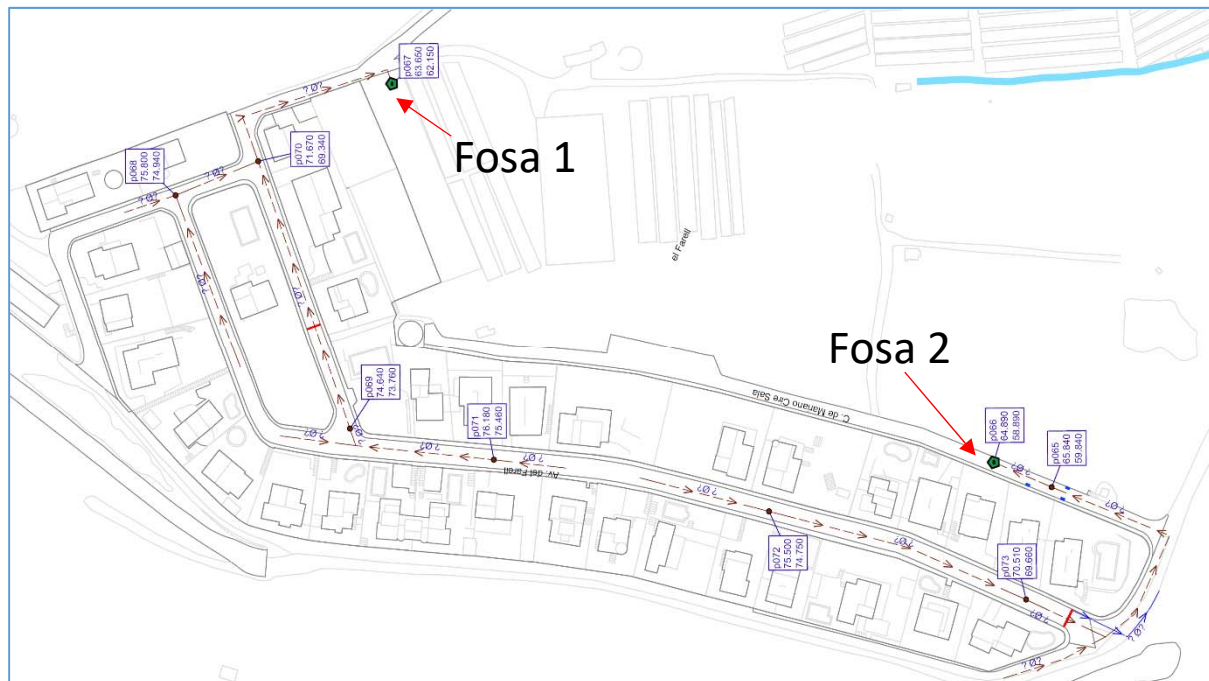 p067
63.650
62.150
? Ø?
Fosa 1
p070
71.670
69.340
p068
75.800
74.940
? Ø?
? Ø?
? Ø?
? Ø?
el Farell
Fosa 2
p069
74.640
73.760
p071
76.180
75.460
C. de Mariano Cire Sala
p066
64.890
58.890
p065
65.840
59.840
? Ø?
? Ø?
? Ø?
? Ø?
? Ø?
Av. del Farell
? Ø?
p072
75.500
74.750
? Ø?
p073
70.510
69.660
? Ø?
? Ø?
? Ø?